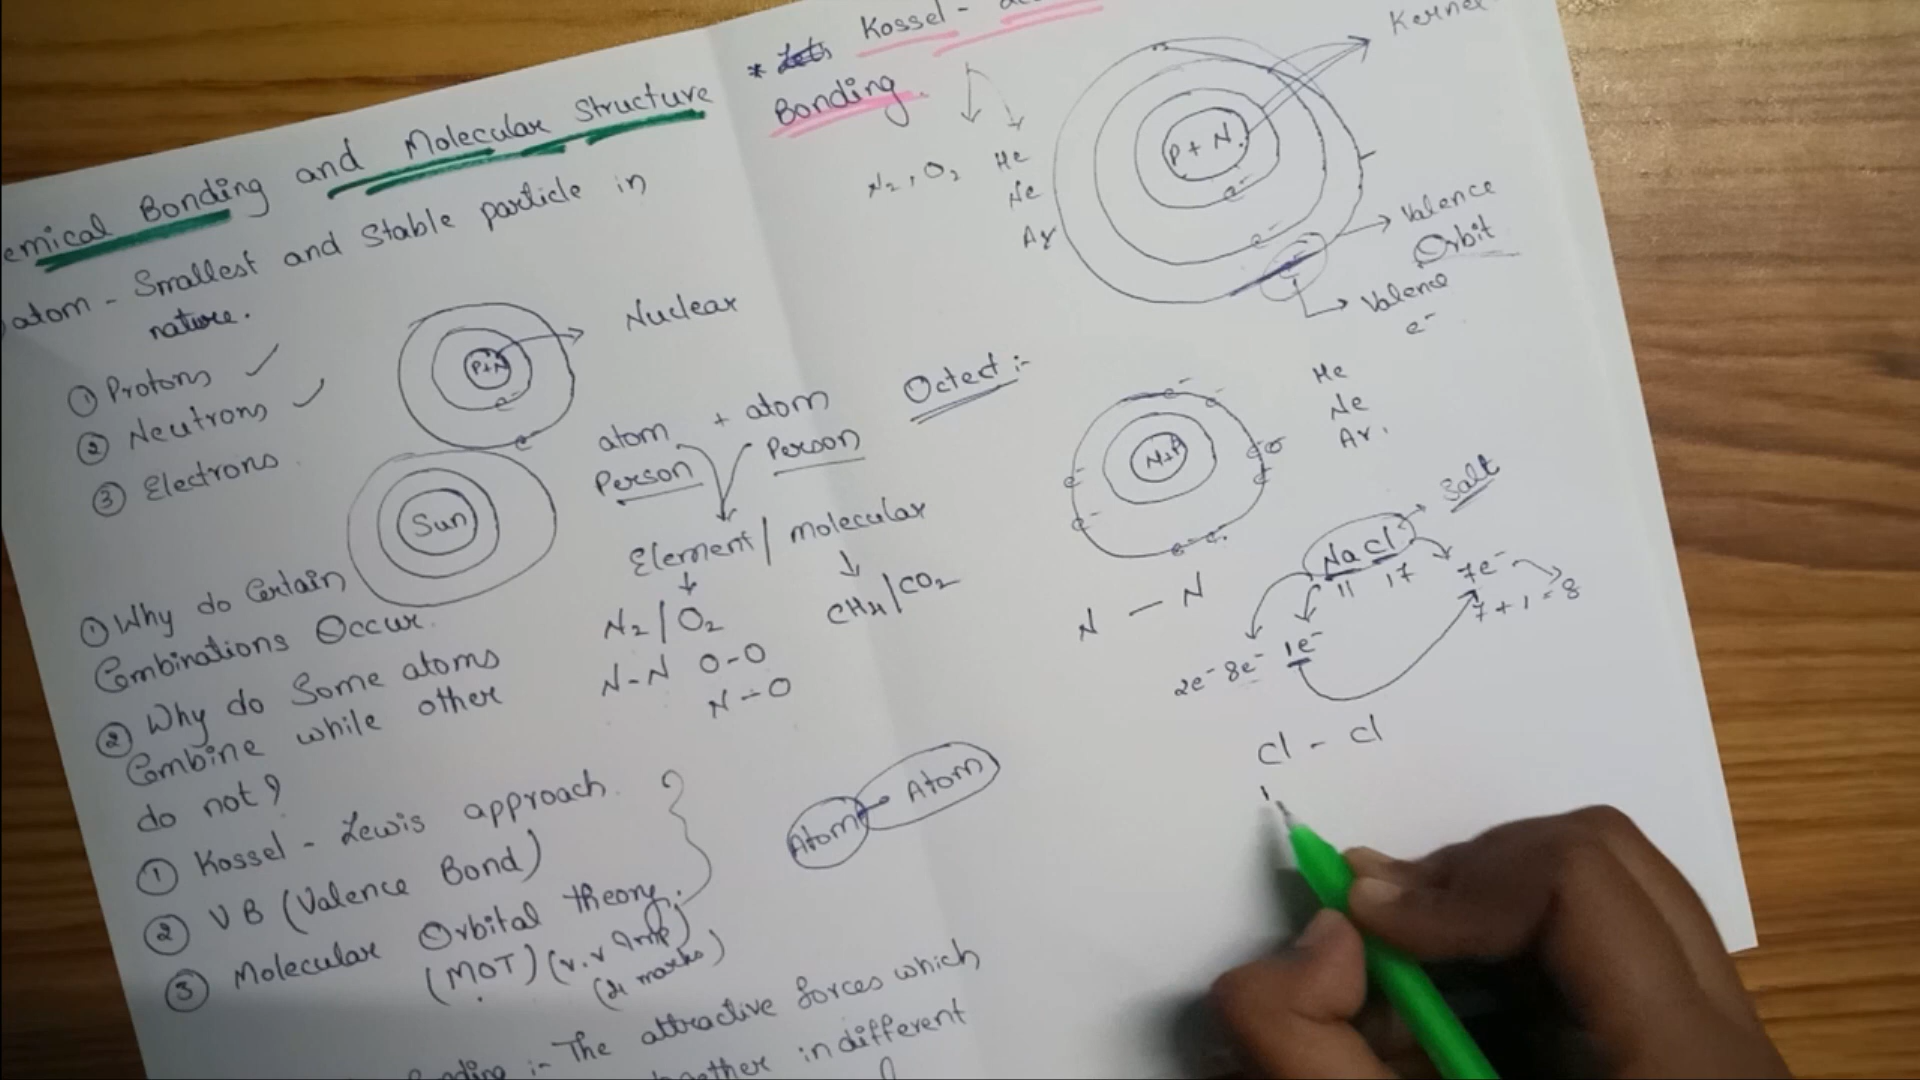 emical Bonding and Molecular Structure
atom - Smallest and Stable particle in
nature.
① Protons ✓
② Neutrons ✓
③ Electrons
P+N
e-
e-
Nuclear
Sun
atom + atom
Person Person
Element / molecular
N2 / O2
CH4 / CO2
N-N O-O
N-O
① Why do Certain
Combinations Occur.
② Why do Some atoms
Combine while other
do not?
① Kossel - Lewis approach
② VB (Valence Bond)
③ Molecular Orbital theory.
(MOT) (v.v Imp)
Atom Atom
:- The attractive forces which
in different
* Kossel -
Bonding.
N2, O2 He
Ne
Ar
P+N
e-
e-
e-
Kernel
Valence
Orbit
Valence
e-
Octect :-
N+P
e- e-
e-
e-
e-
e-
He
Ne
Ar.
N - N
NaCl Salt
11 17 7e-
7+1=8
2e- 8e- 1e-
Cl - Cl